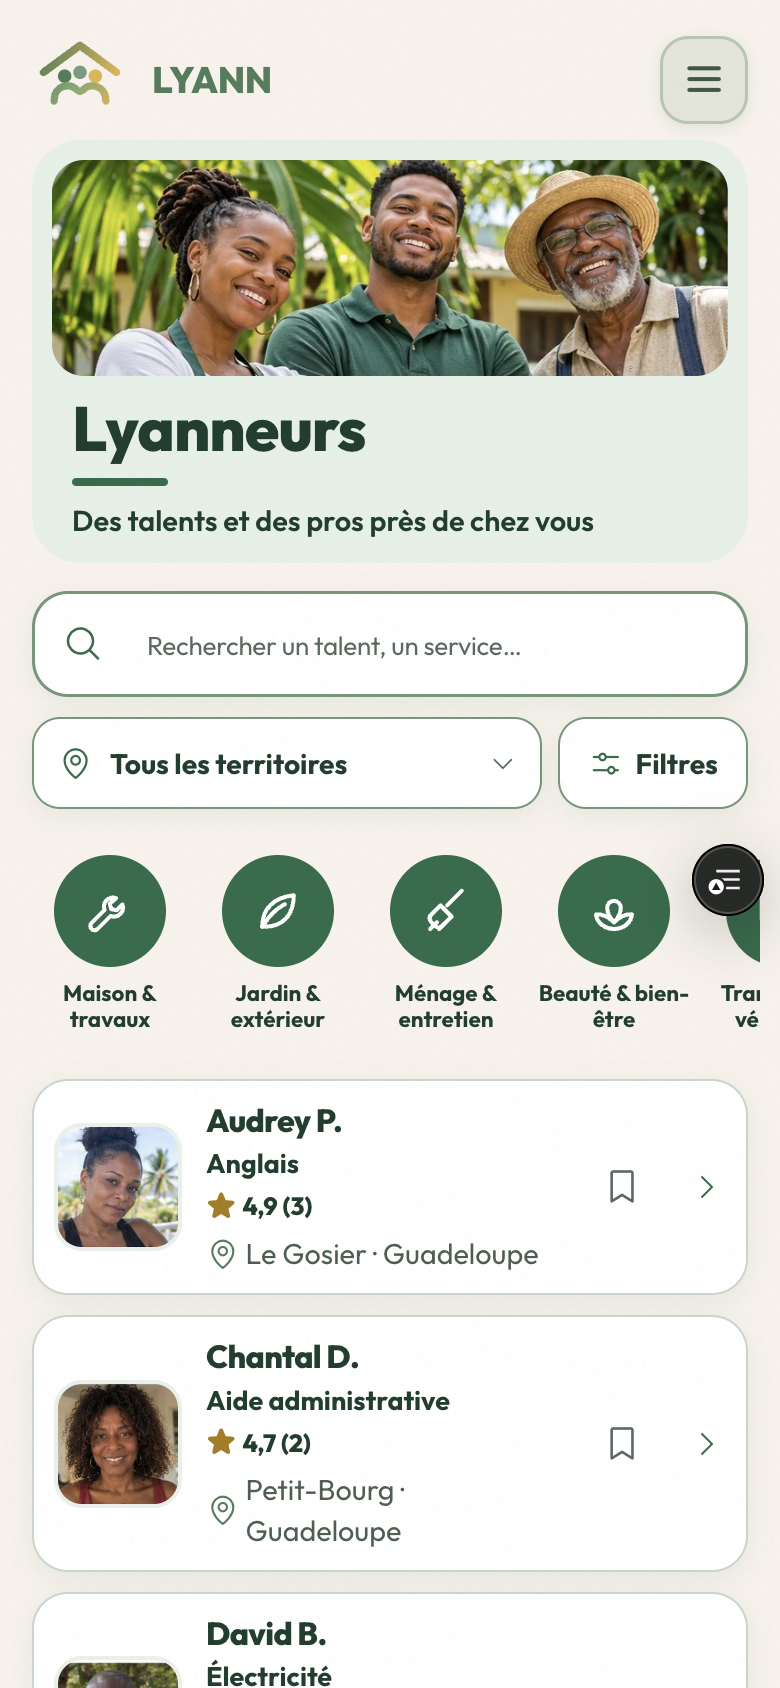 LYANN
Lyanneurs
Des talents et des pros près de chez vous
Rechercher un talent, un service...
Tous les territoires
Filtres
Maison &
travaux
Jardin &
extérieur
Ménage &
entretien
Beauté & bien-
être
Audrey P.
Anglais
4,9 (3)
Le Gosier · Guadeloupe
Chantal D.
Aide administrative
4,7 (2)
Petit-Bourg ·
Guadeloupe
David B.
Électricité